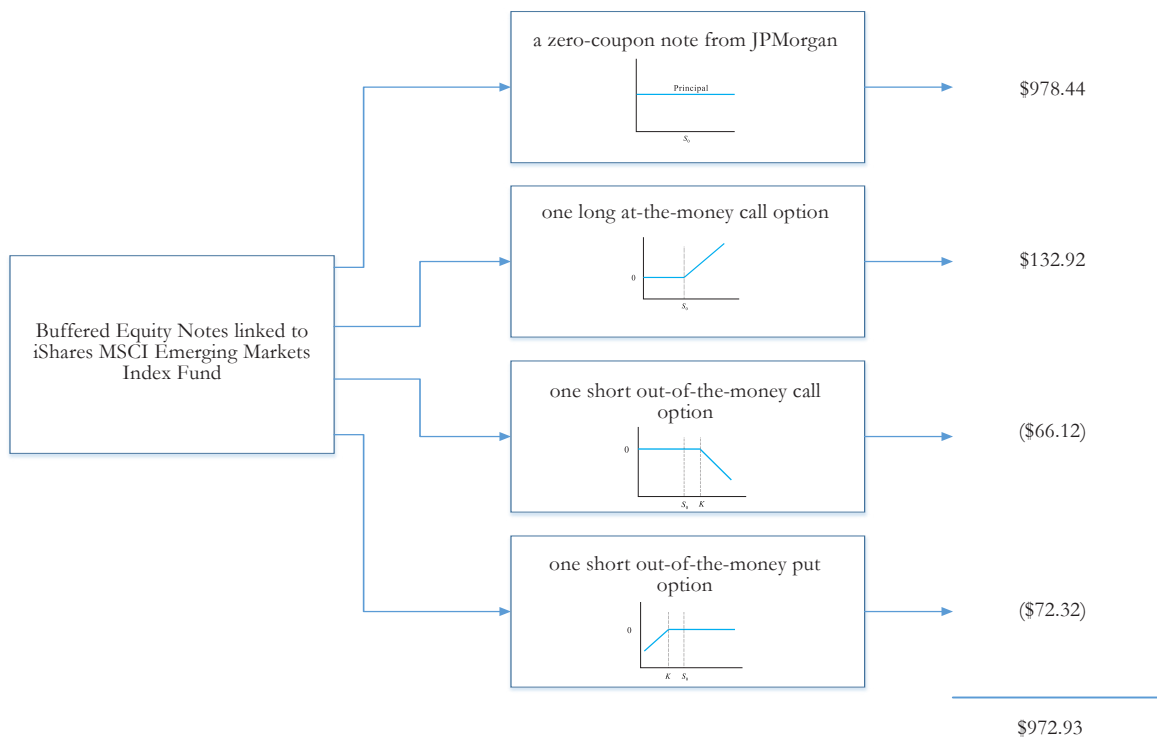 a zero-coupon note from JPMorgan
Principal
S₀
$978.44
one long at-the-money call option
0
S₀
$132.92
Buffered Equity Notes linked to
iShares MSCI Emerging Markets
Index Fund
one short out-of-the-money call
option
0
S₀ K
($66.12)
one short out-of-the-money put
option
0
K S₀
($72.32)
$972.93